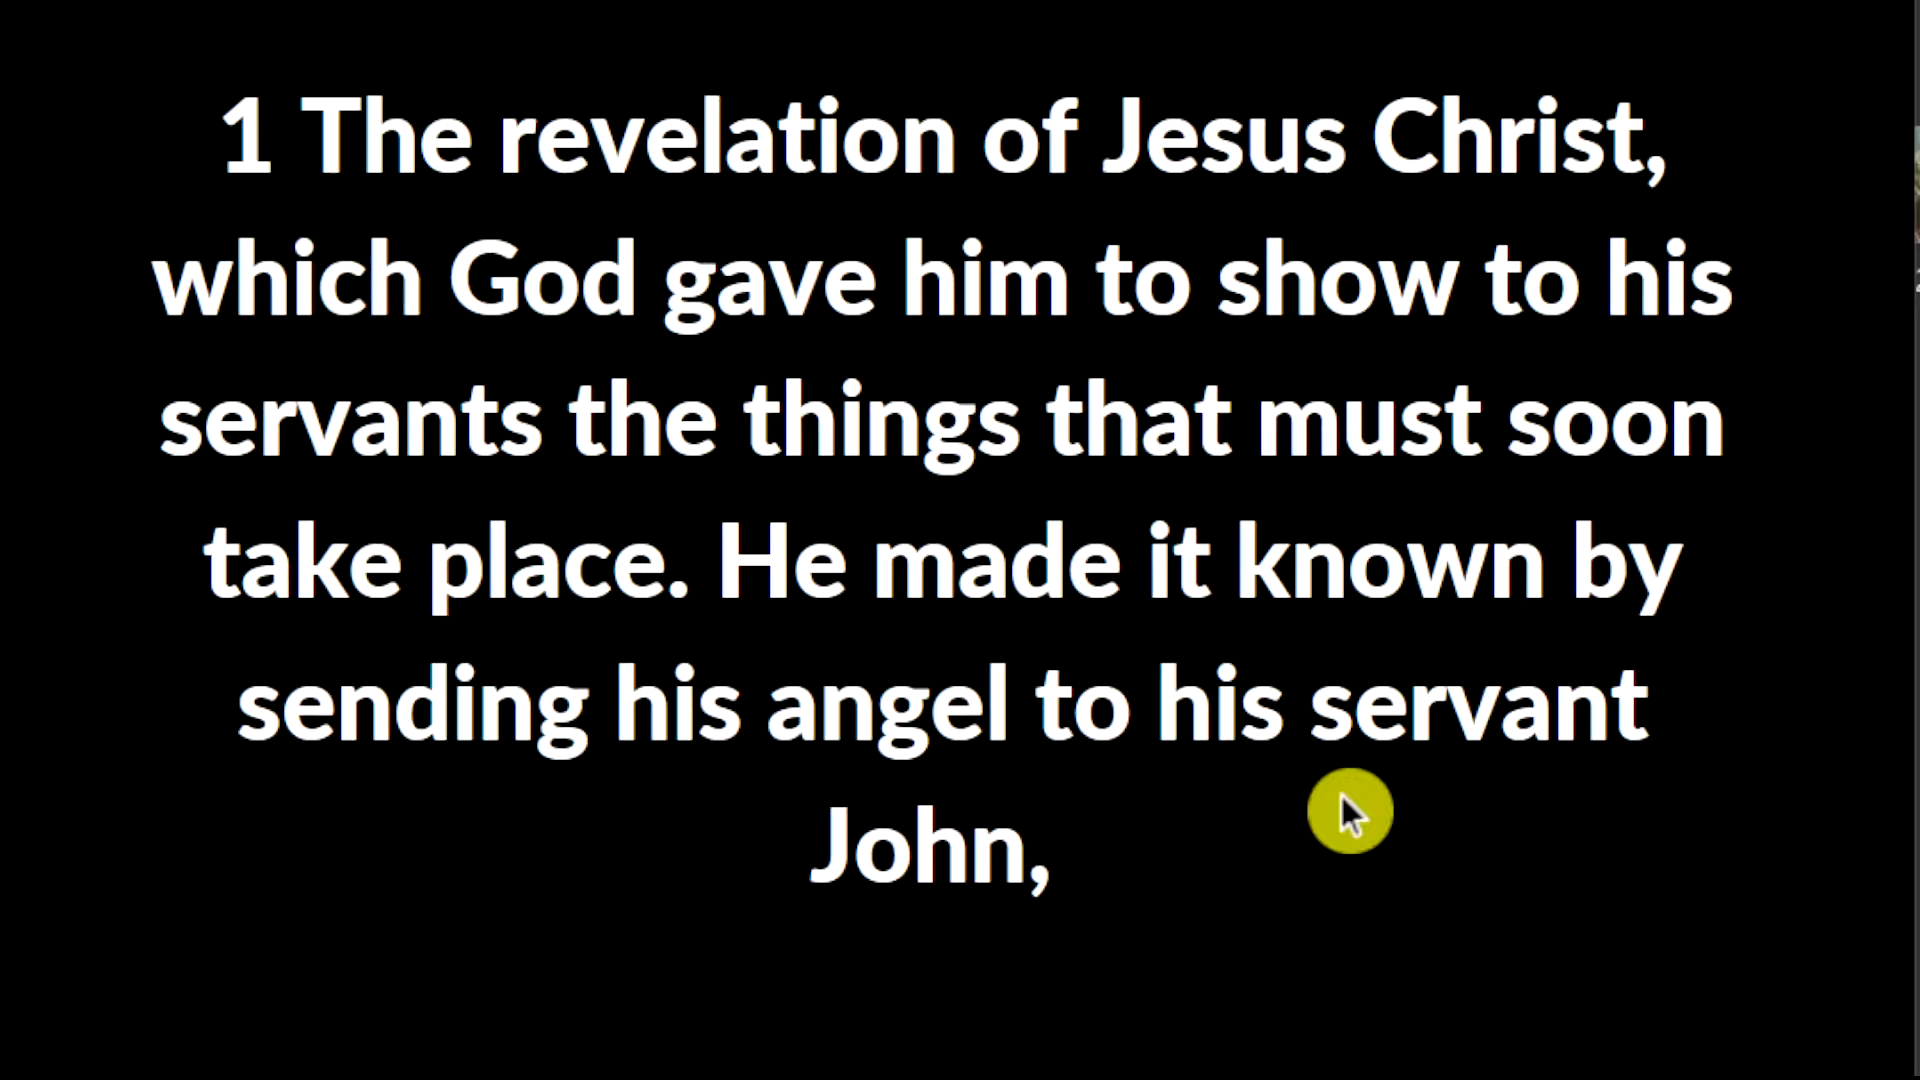 1 The revelation of Jesus Christ,
which God gave him to show to his
servants the things that must soon
take place. He made it known by
sending his angel to his servant
John,